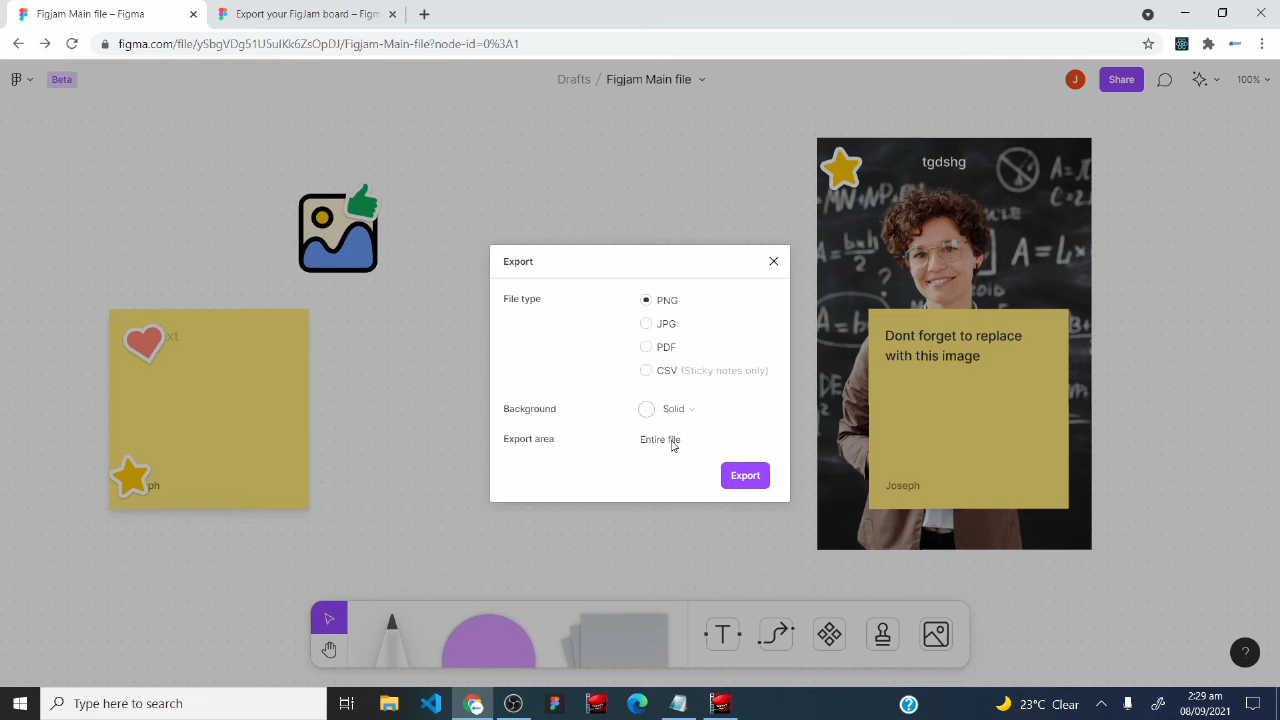 Figjam Main file – Figma
Export your FigJam board – Figm
figma.com/file/ySbgVDg51U5uIKk6ZsOpDJ/Figjam-Main-file?node-id=0%3A1
Beta
Drafts / Figjam Main file
J
Share
100%
tgdshg
Export
File type
PNG
JPG
PDF
CSV (Sticky notes only)
Background
Solid
Export area
Entire file
Export
xt
ph
Dont forget to replace
with this image
Joseph
T
?
Type here to search
23°C Clear
2:29 am
08/09/2021